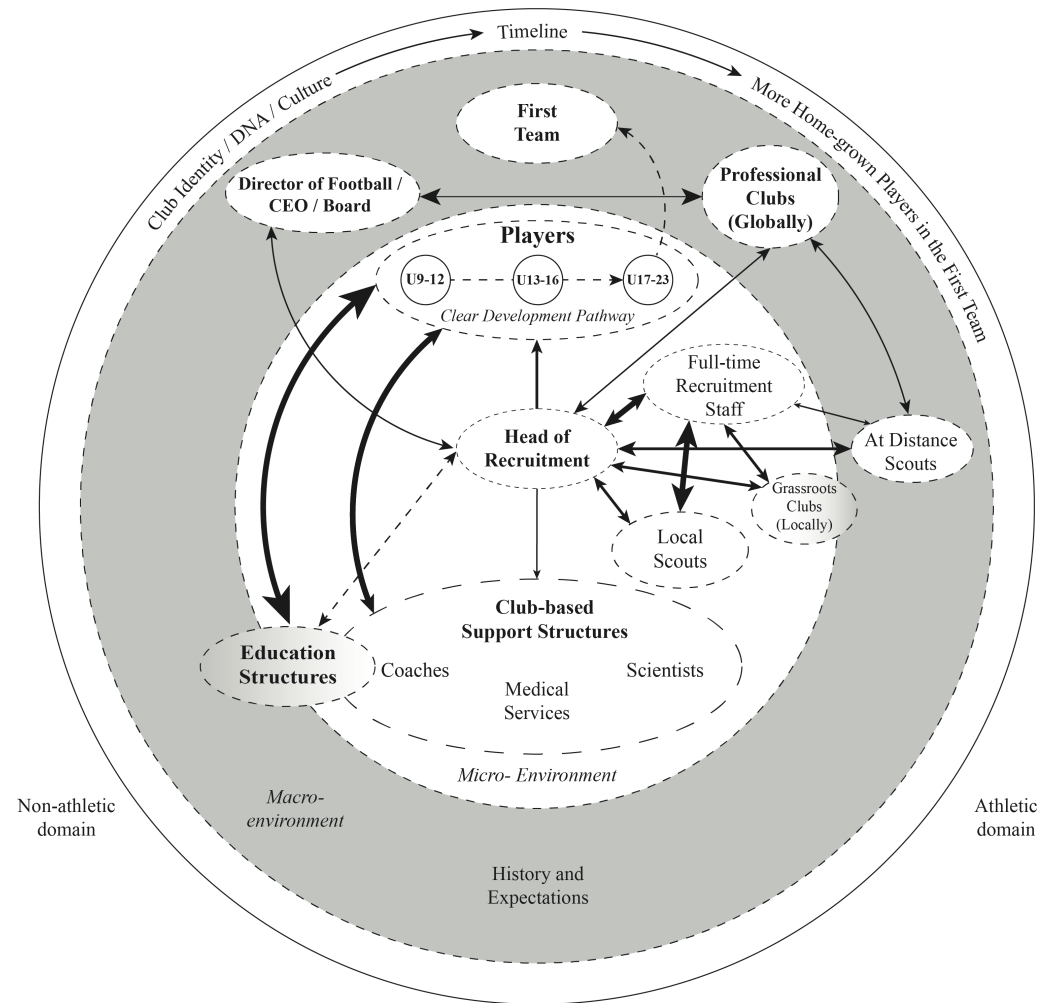 Timeline
Club Identity / DNA / Culture
More Home-grown Players in the First Team
First
Team
Director of Football /
CEO / Board
Professional
Clubs
(Globally)
Players
U9-12
U13-16
U17-23
Clear Development Pathway
Full-time
Recruitment
Staff
Head of
Recruitment
At Distance
Scouts
Grassroots
Clubs
(Locally)
Local
Scouts
Club-based
Support Structures
Education
Structures
Coaches
Scientists
Medical
Services
Micro- Environment
Macro-
environment
Non-athletic
domain
Athletic
domain
History and
Expectations